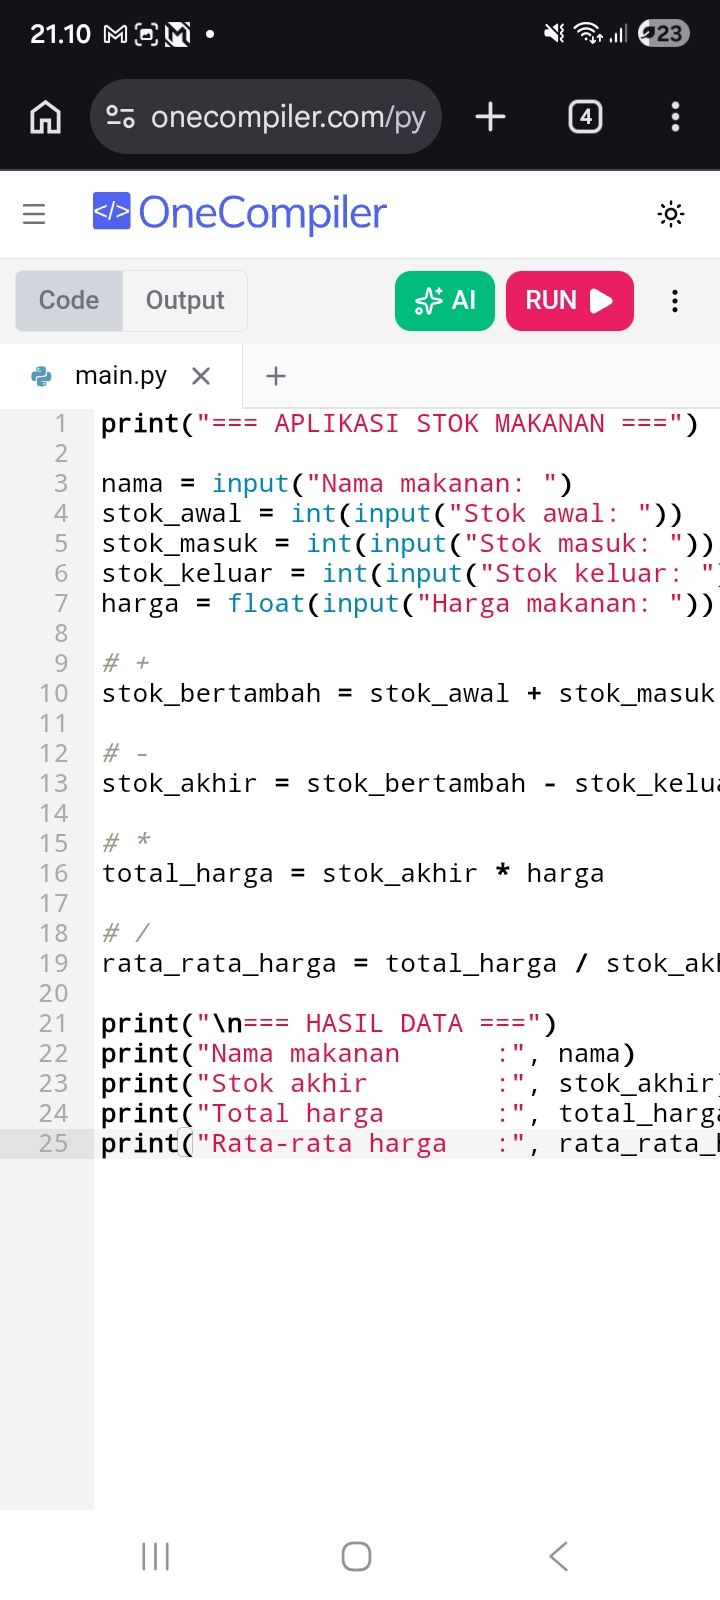 21.10
23
onecompiler.com/py
4
</> OneCompiler
Code Output AI RUN
main.py
1 print("=== APLIKASI STOK MAKANAN ===")
2
3 nama = input("Nama makanan: ")
4 stok_awal = int(input("Stok awal: "))
5 stok_masuk = int(input("Stok masuk: "))
6 stok_keluar = int(input("Stok keluar: "
7 harga = float(input("Harga makanan: "))
8
9 # +
10 stok_bertambah = stok_awal + stok_masuk
11
12 # -
13 stok_akhir = stok_bertambah - stok_kelua
14
15 # *
16 total_harga = stok_akhir * harga
17
18 # /
19 rata_rata_harga = total_harga / stok_akh
20
21 print("\n=== HASIL DATA ===")
22 print("Nama makanan      :", nama)
23 print("Stok akhir        :", stok_akhir)
24 print("Total harga       :", total_harga
25 print("Rata-rata harga   :", rata_rata_h